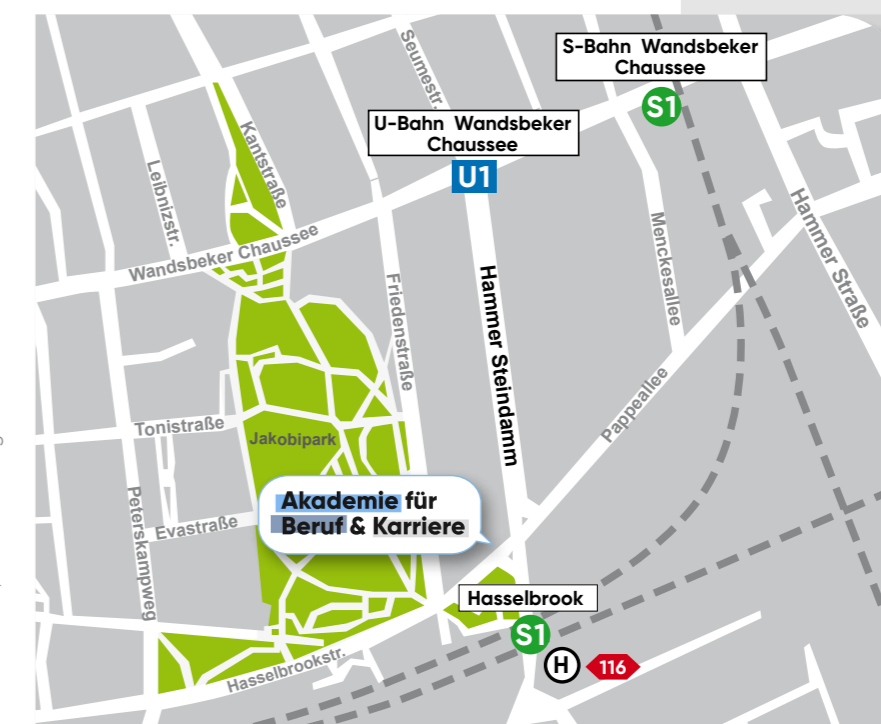 Seumestr.
S-Bahn Wandsbeker
Chaussee
S1
U-Bahn Wandsbeker
Chaussee
U1
Kantstraße
Leibnizstr.
Wandsbeker Chaussee
Hammer Straße
Menckesallee
Friedenstraße
Hammer Steindamm
Pappeallee
Tonistraße
Jakobipark
Akademie für
Beruf & Karriere
Peterskampweg
Evastraße
Hasselbrook
S1
H
116
Hasselbrookstr.